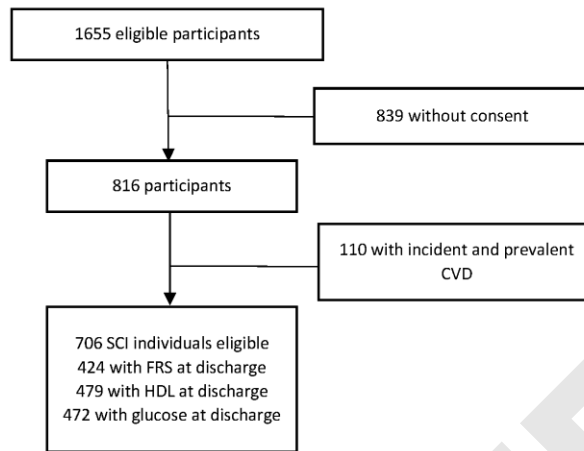 1655 eligible participants
839 without consent
816 participants
110 with incident and prevalent
CVD
706 SCI individuals eligible
424 with FRS at discharge
479 with HDL at discharge
472 with glucose at discharge